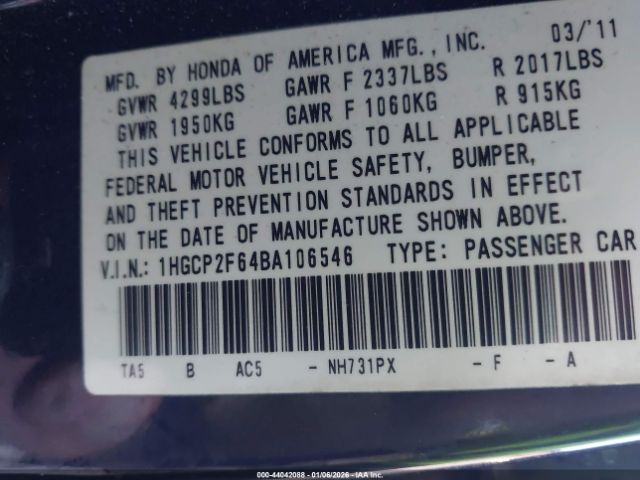 MFD. BY HONDA OF AMERICA MFG., INC. 03/'11
GVWR 4299LBS GAWR F 2337LBS R 2017LBS
GVWR 1950KG GAWR F 1060KG R 915KG
THIS VEHICLE CONFORMS TO ALL APPLICABLE
FEDERAL MOTOR VEHICLE SAFETY, BUMPER,
AND THEFT PREVENTION STANDARDS IN EFFECT
ON THE DATE OF MANUFACTURE SHOWN ABOVE.
V.I.N.: 1HGCP2F64BA106546 TYPE: PASSENGER CAR
TA5 B AC5 - NH731PX - F - A
000-44042088 - 01/06/2026 - IAA Inc.